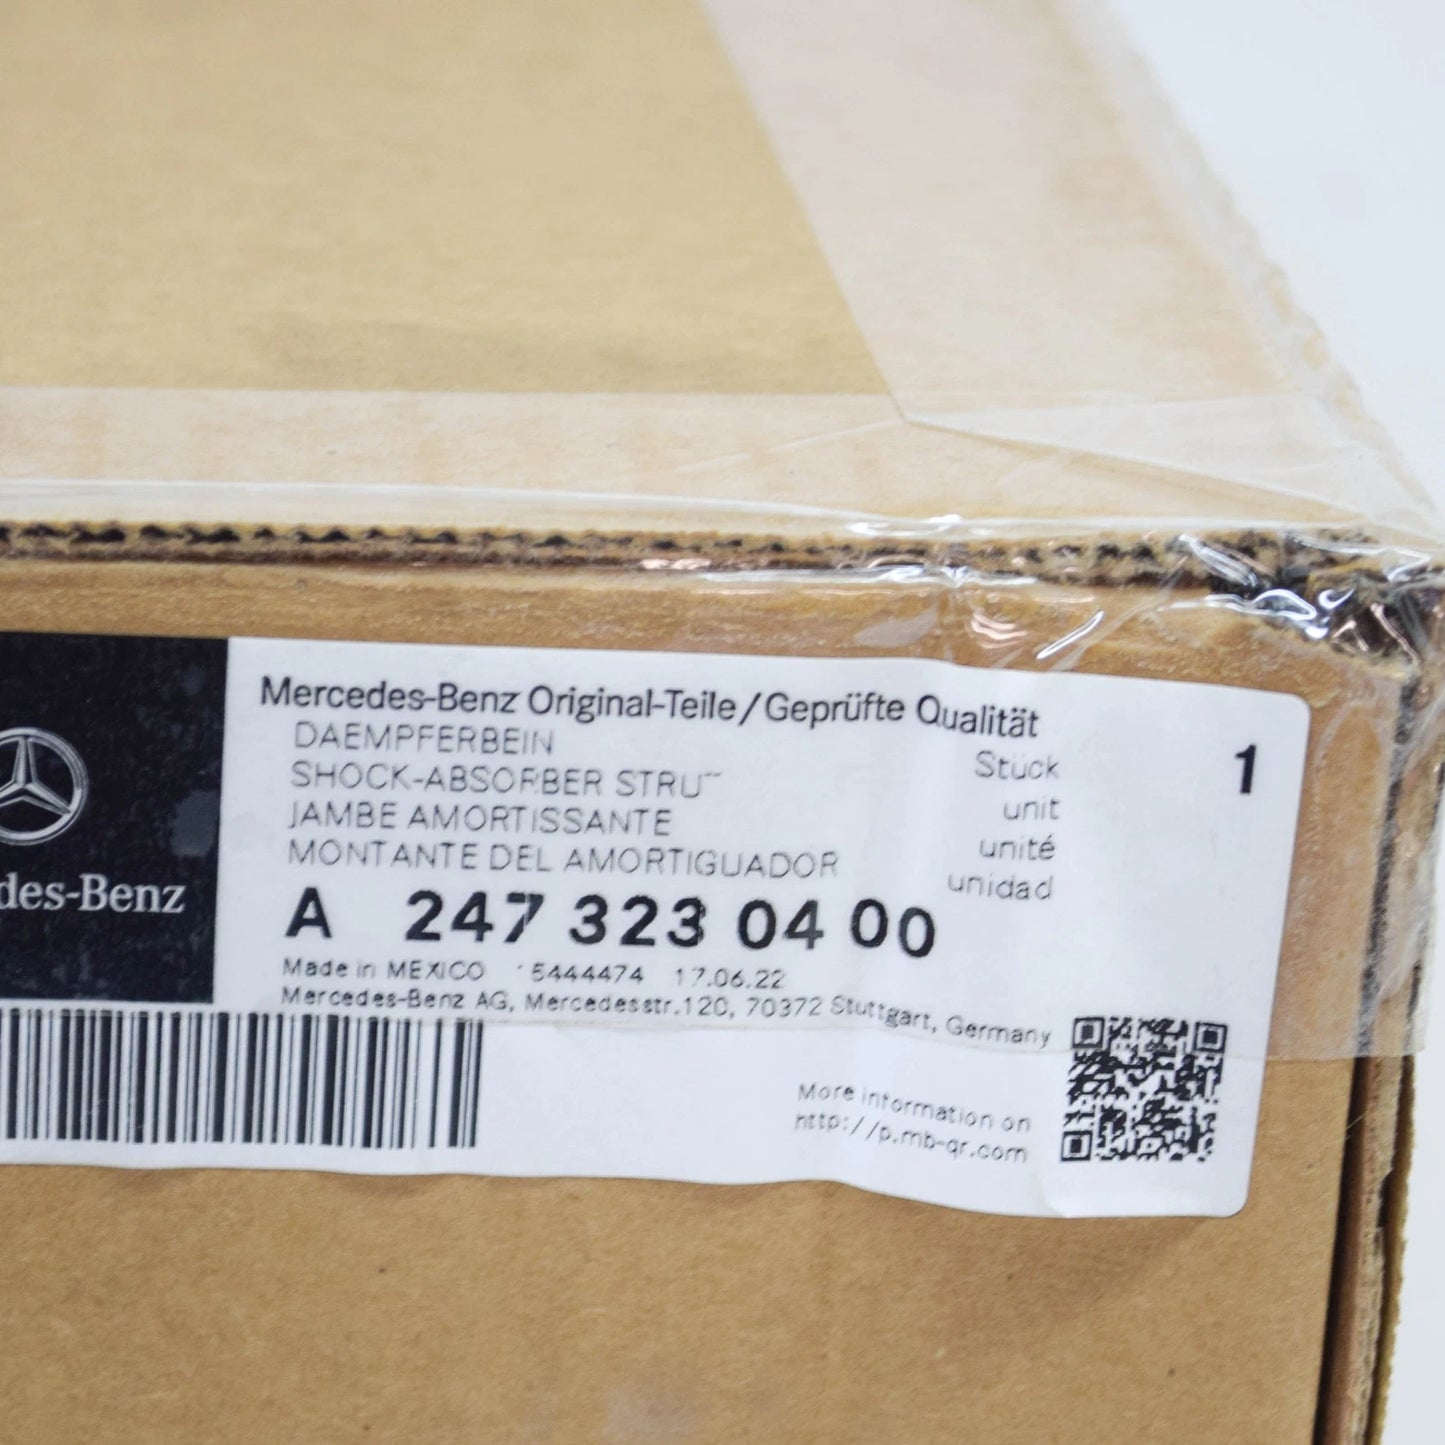 Mercedes-Benz Original-Teile/Geprüfte Qualität
DAEMPFERBEIN
SHOCK-ABSORBER STRUT
JAMBE AMORTISSANTE
MONTANTE DEL AMORTIGUADOR
Stück 1
unit
unité
unidad
A 247 323 04 00
des-Benz
Made in MEXICO 15444474 17.06.22
Mercedes-Benz AG, Mercedesstr.120, 70372 Stuttgart, Germany
More information on
http://p.mb-qr.com